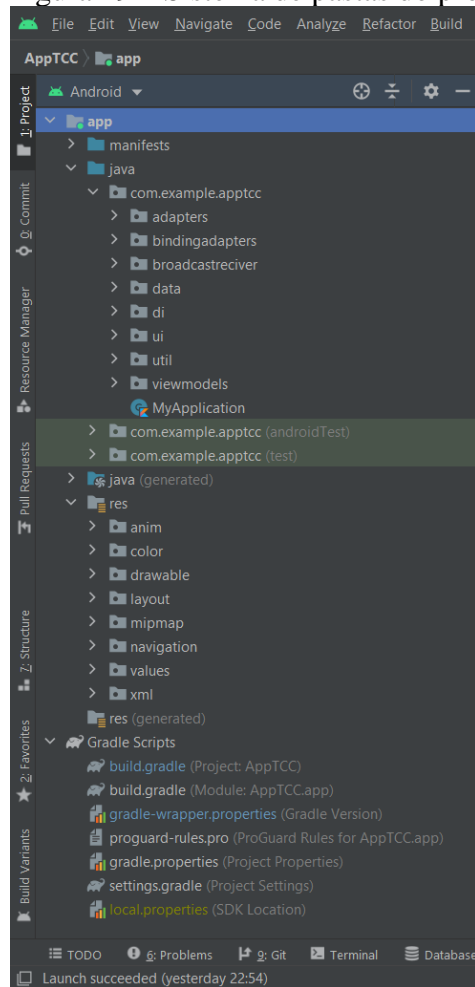 File Edit View Navigate Code Analyze Refactor Build
AppTCC app
1: Project
Android
app
manifests
java
com.example.apptcc
adapters
bindingadapters
broadcastreciver
data
di
ui
util
viewmodels
MyApplication
com.example.apptcc (androidTest)
com.example.apptcc (test)
java (generated)
res
anim
color
drawable
layout
mipmap
navigation
values
xml
res (generated)
Gradle Scripts
build.gradle (Project: AppTCC)
build.gradle (Module: AppTCC.app)
gradle-wrapper.properties (Gradle Version)
proguard-rules.pro (ProGuard Rules for AppTCC.app)
gradle.properties (Project Properties)
settings.gradle (Project Settings)
local.properties (SDK Location)
0: Commit
Resource Manager
Pull Requests
Z: Structure
2: Favorites
Build Variants
TODO 6: Problems 9: Git Terminal Database
Launch succeeded (yesterday 22:54)